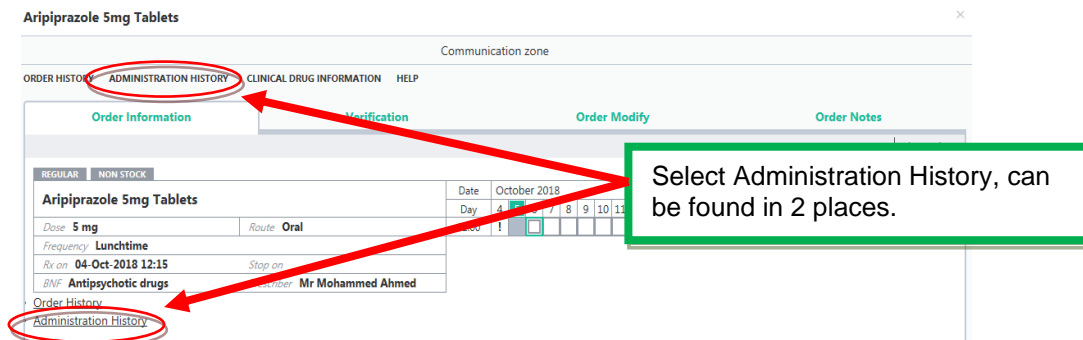 Aripiprazole 5mg Tablets ×
Communication zone
ORDER HISTORY ADMINISTRATION HISTORY CLINICAL DRUG INFORMATION HELP
Order Information Verification Order Modify Order Notes
REGULAR NON STOCK
Aripiprazole 5mg Tablets
Date October 2018
Day 4 5 6 7 8 9 10 11
Dose 5 mg Route Oral
!
Frequency Lunchtime
Rx on 04-Oct-2018 12:15 Stop on
BNF Antipsychotic drugs Mr Mohammed Ahmed
Order History
Administration History
Select Administration History, can
be found in 2 places.